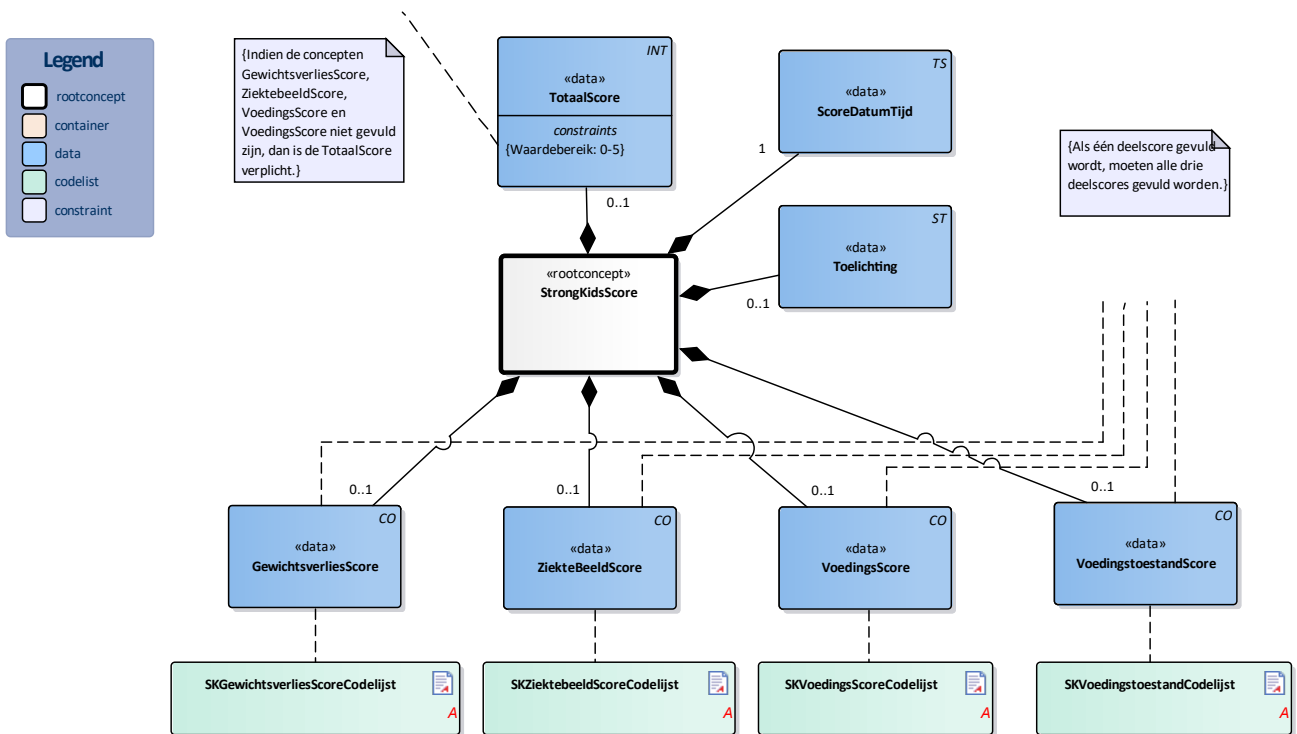 Legend
rootconcept
container
data
codelist
constraint
{Indien de concepten
GewichtsverliesScore,
ZiektebeeldScore,
VoedingsScore en
VoedingsScore niet gevuld
zijn, dan is de TotaalScore
verplicht.}
INT
«data»
TotaalScore
constraints
{Waardebereik: 0-5}
0..1
TS
«data»
ScoreDatumTijd
1
ST
«data»
Toelichting
0..1
{Als één deelscore gevuld
wordt, moeten alle drie
deelscores gevuld worden.}
«rootconcept»
StrongKidsScore
0..1
0..1
0..1
0..1
CO
«data»
GewichtsverliesScore
CO
«data»
ZiekteBeeldScore
CO
«data»
VoedingsScore
CO
«data»
VoedingstoestandScore
SKGewichtsverliesScoreCodelijst
A
SKZiektebeeldScoreCodelijst
A
SKVoedingsScoreCodelijst
A
SKVoedingstoestandCodelijst
A